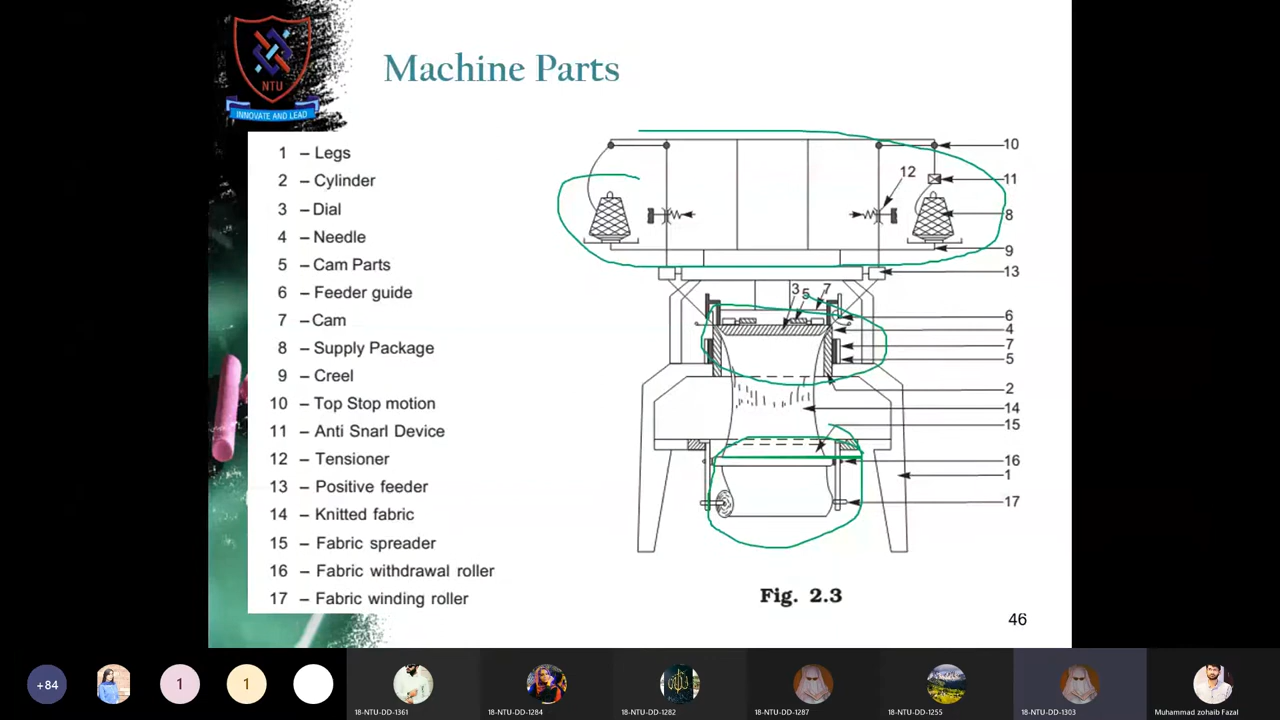 Machine Parts
NTU
INNOVATE AND LEAD
1 – Legs
2 – Cylinder
3 – Dial
4 – Needle
5 – Cam Parts
6 – Feeder guide
7 – Cam
8 – Supply Package
9 – Creel
10 – Top Stop motion
11 – Anti Snarl Device
12 – Tensioner
13 – Positive feeder
14 – Knitted fabric
15 – Fabric spreader
16 – Fabric withdrawal roller
17 – Fabric winding roller
10
12
11
8
9
13
3 5 7
6
4
7
5
2
14
15
16
1
17
Fig. 2.3
46
+84
1
1
18-NTU-DD-1361
18-NTU-DD-1284
18-NTU-DD-1282
18-NTU-DD-1287
18-NTU-DD-1255
18-NTU-DD-1303
Muhammad zohaib Fazal